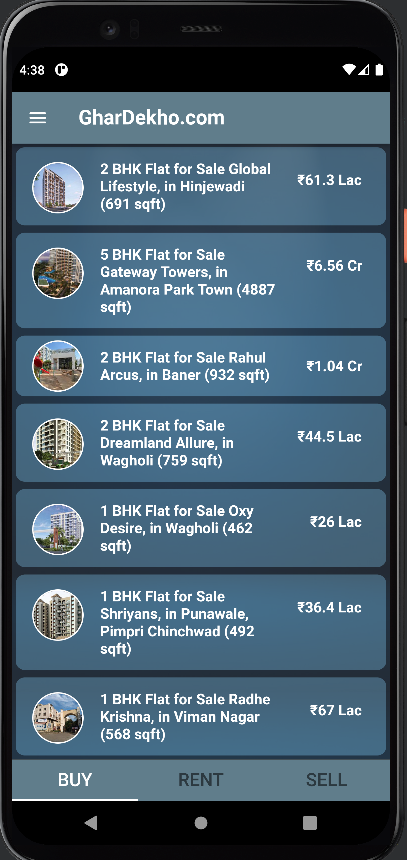 4:38
GharDekho.com
2 BHK Flat for Sale Global
Lifestyle, in Hinjewadi
(691 sqft)
₹61.3 Lac
5 BHK Flat for Sale
Gateway Towers, in
Amanora Park Town (4887
sqft)
₹6.56 Cr
2 BHK Flat for Sale Rahul
Arcus, in Baner (932 sqft)
₹1.04 Cr
2 BHK Flat for Sale
Dreamland Allure, in
Wagholi (759 sqft)
₹44.5 Lac
1 BHK Flat for Sale Oxy
Desire, in Wagholi (462
sqft)
₹26 Lac
1 BHK Flat for Sale
Shriyans, in Punawale,
Pimpri Chinchwad (492
sqft)
₹36.4 Lac
1 BHK Flat for Sale Radhe
Krishna, in Viman Nagar
(568 sqft)
₹67 Lac
BUY RENT SELL